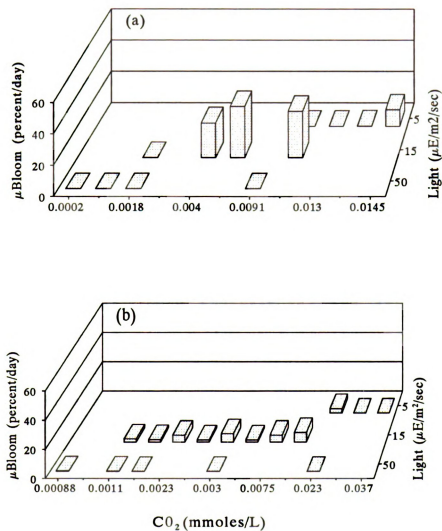 (a)
µBloom (percent/day)
60
40
20
0
0.0002 0.0018 0.004 0.0091 0.013 0.0145
5
15
50
Light (µE/m2/sec)
(b)
µBloom (percent/day)
60
40
20
0
0.00088 0.0011 0.0023 0.003 0.0075 0.023 0.037
5
15
50
Light (µE/m²/sec)
C0₂ (mmoles/L)